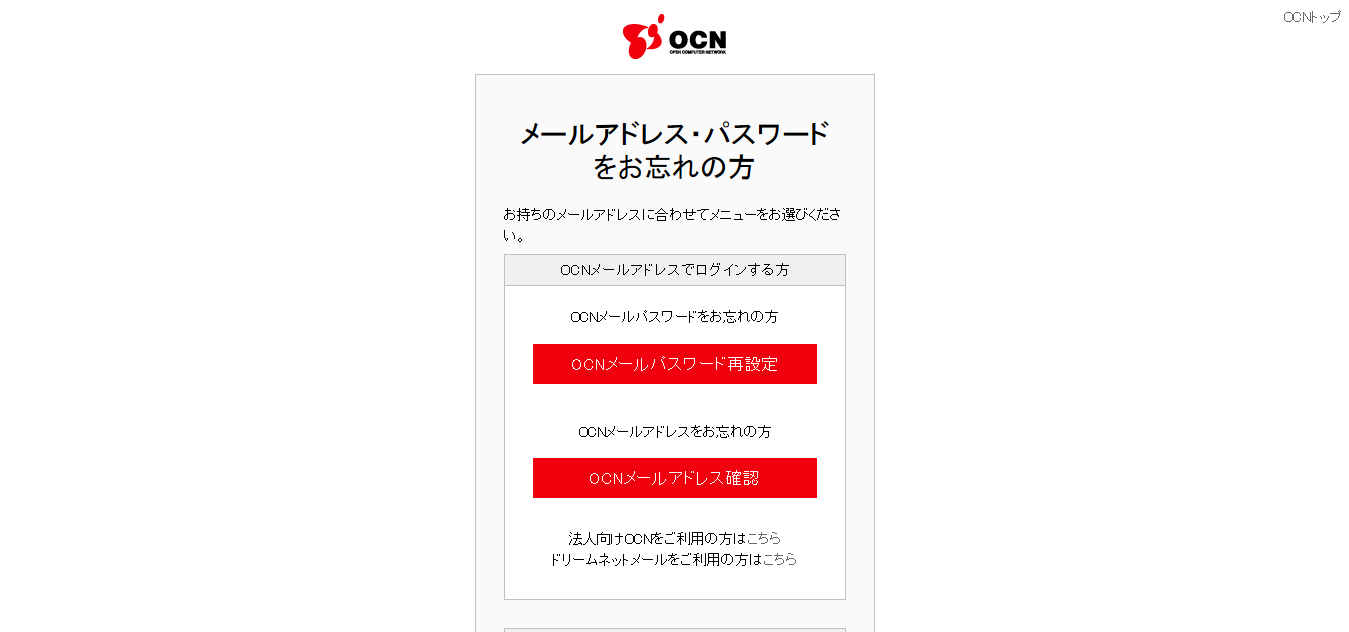 OCNトップ
OCN
OPEN COMPUTER NETWORK
メールアドレス・パスワード
をお忘れの方
お持ちのメールアドレスに合わせてメニューをお選びくださ
い。
OCNメールアドレスでログインする方
OCNメールパスワードをお忘れの方
OCNメールパスワード再設定
OCNメールアドレスをお忘れの方
OCNメールアドレス確認
法人向けOCNをご利用の方はこちら
ドリームネットメールをご利用の方はこちら